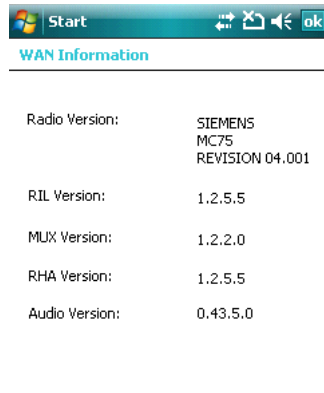 Start ok
WAN Information
Radio Version: SIEMENS
MC75
REVISION 04.001
RIL Version: 1.2.5.5
MUX Version: 1.2.2.0
RHA Version: 1.2.5.5
Audio Version: 0.43.5.0